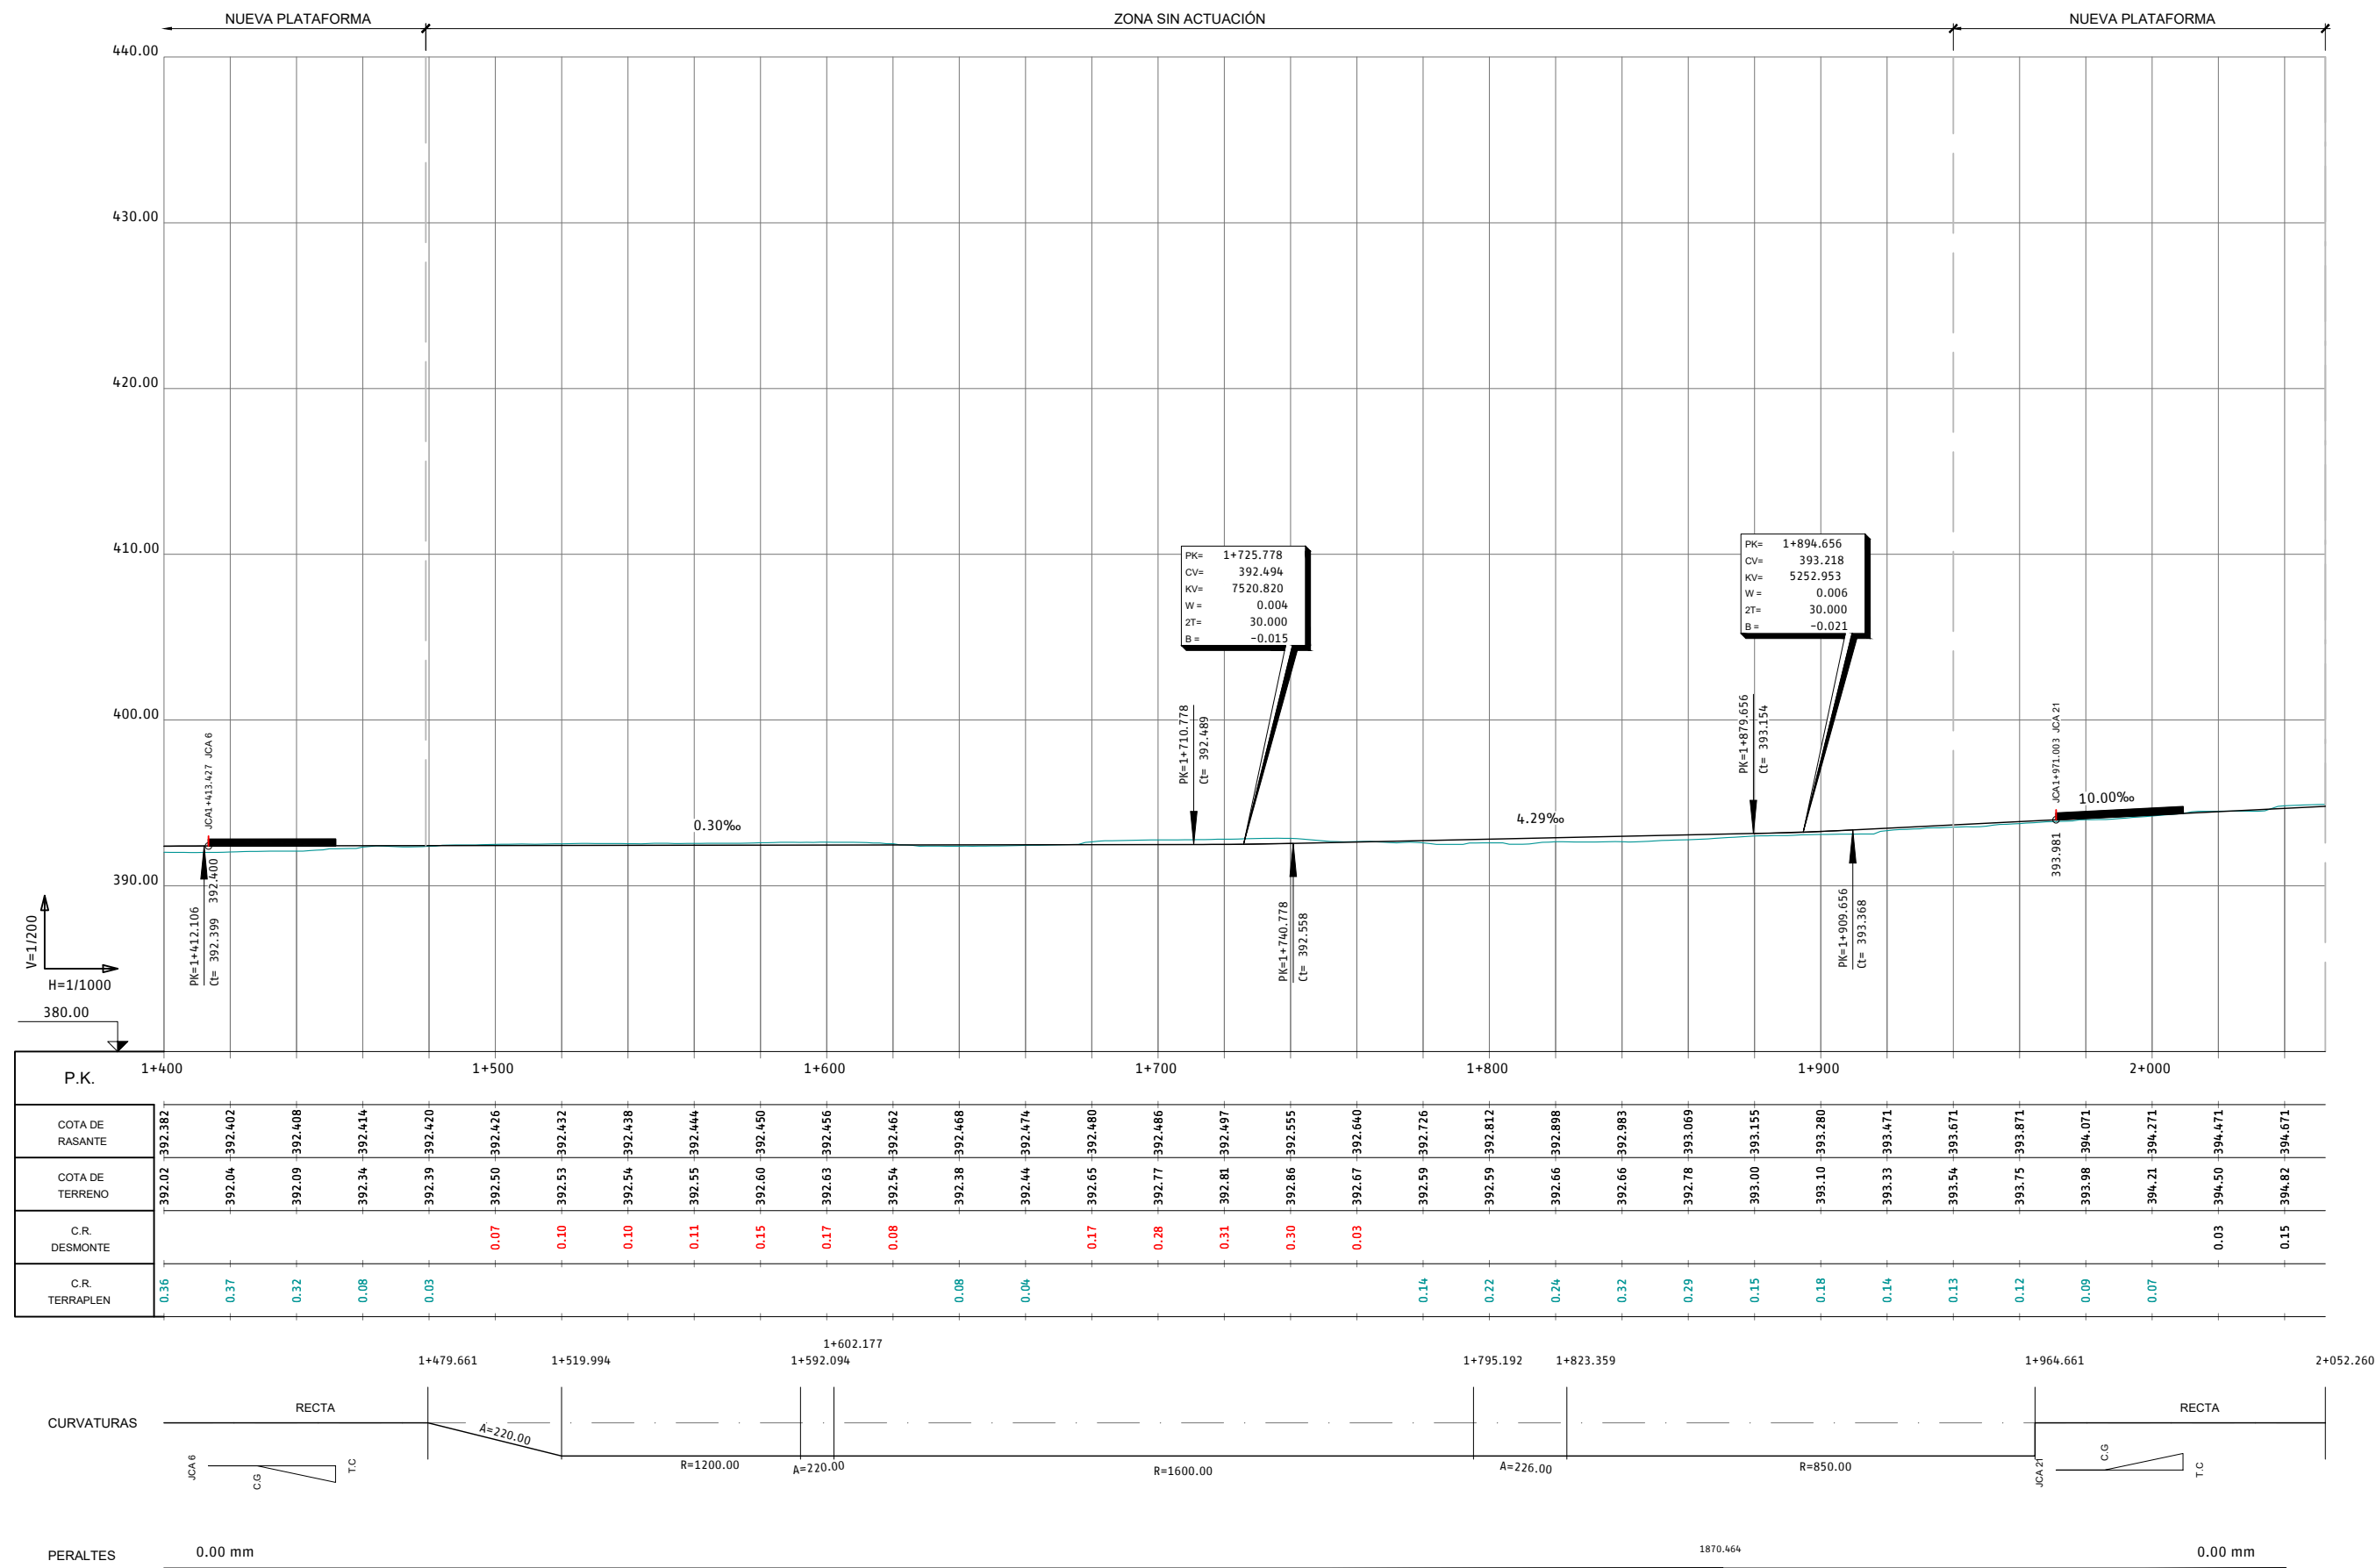 NUEVA PLATAFORMA
ZONA SIN ACTUACIÓN
NUEVA PLATAFORMA
440.00
430.00
420.00
410.00
400.00
390.00
PK= 1+725.778
CV= 392.494
KV= 7520.820
W = 0.004
2T= 30.000
B = -0.015
PK= 1+894.656
CV= 393.218
KV= 5252.953
W = 0.006
2T= 30.000
B = -0.021
JCA1+413.427 JCA 6
392.400
PK=1+412.106
Ct= 392.399
0.30‰
PK=1+710.778
Ct= 392.489
PK=1+740.778
Ct= 392.558
4.29‰
PK=1+879.656
Ct= 393.154
PK=1+909.656
Ct= 393.368
JCA1+971.003 JCA 21
393.981
10.00‰
V=1/200
H=1/1000
380.00
P.K. 1+400 1+500 1+600 1+700 1+800 1+900 2+000
COTA DE
RASANTE
392.382 392.402 392.408 392.414 392.420 392.426 392.432 392.438 392.444 392.450 392.456 392.462 392.468 392.474 392.480 392.486 392.497 392.555 392.640 392.726 392.812 392.898 392.983 393.069 393.155 393.280 393.471 393.671 393.871 394.071 394.271 394.471 394.671
COTA DE
TERRENO
392.02 392.04 392.09 392.34 392.39 392.50 392.53 392.54 392.55 392.60 392.63 392.54 392.38 392.44 392.65 392.77 392.81 392.86 392.67 392.59 392.59 392.66 392.66 392.78 393.00 393.10 393.33 393.54 393.75 393.98 394.21 394.50 394.82
C.R.
DESMONTE
0.07 0.10 0.10 0.11 0.15 0.17 0.08 0.17 0.28 0.31 0.30 0.03 0.03 0.15
C.R.
TERRAPLEN
0.36 0.37 0.32 0.08 0.03 0.08 0.04 0.14 0.22 0.24 0.32 0.29 0.15 0.18 0.14 0.13 0.12 0.09 0.07
1+602.177
1+479.661 1+519.994 1+592.094 1+795.192 1+823.359 1+964.661 2+052.260
CURVATURAS
RECTA
A=220.00
R=1200.00
A=220.00
R=1600.00
A=226.00
R=850.00
RECTA
JCA 6
C.G
T.C
JCA 21
C.G
T.C
PERALTES
0.00 mm
1870.464
0.00 mm